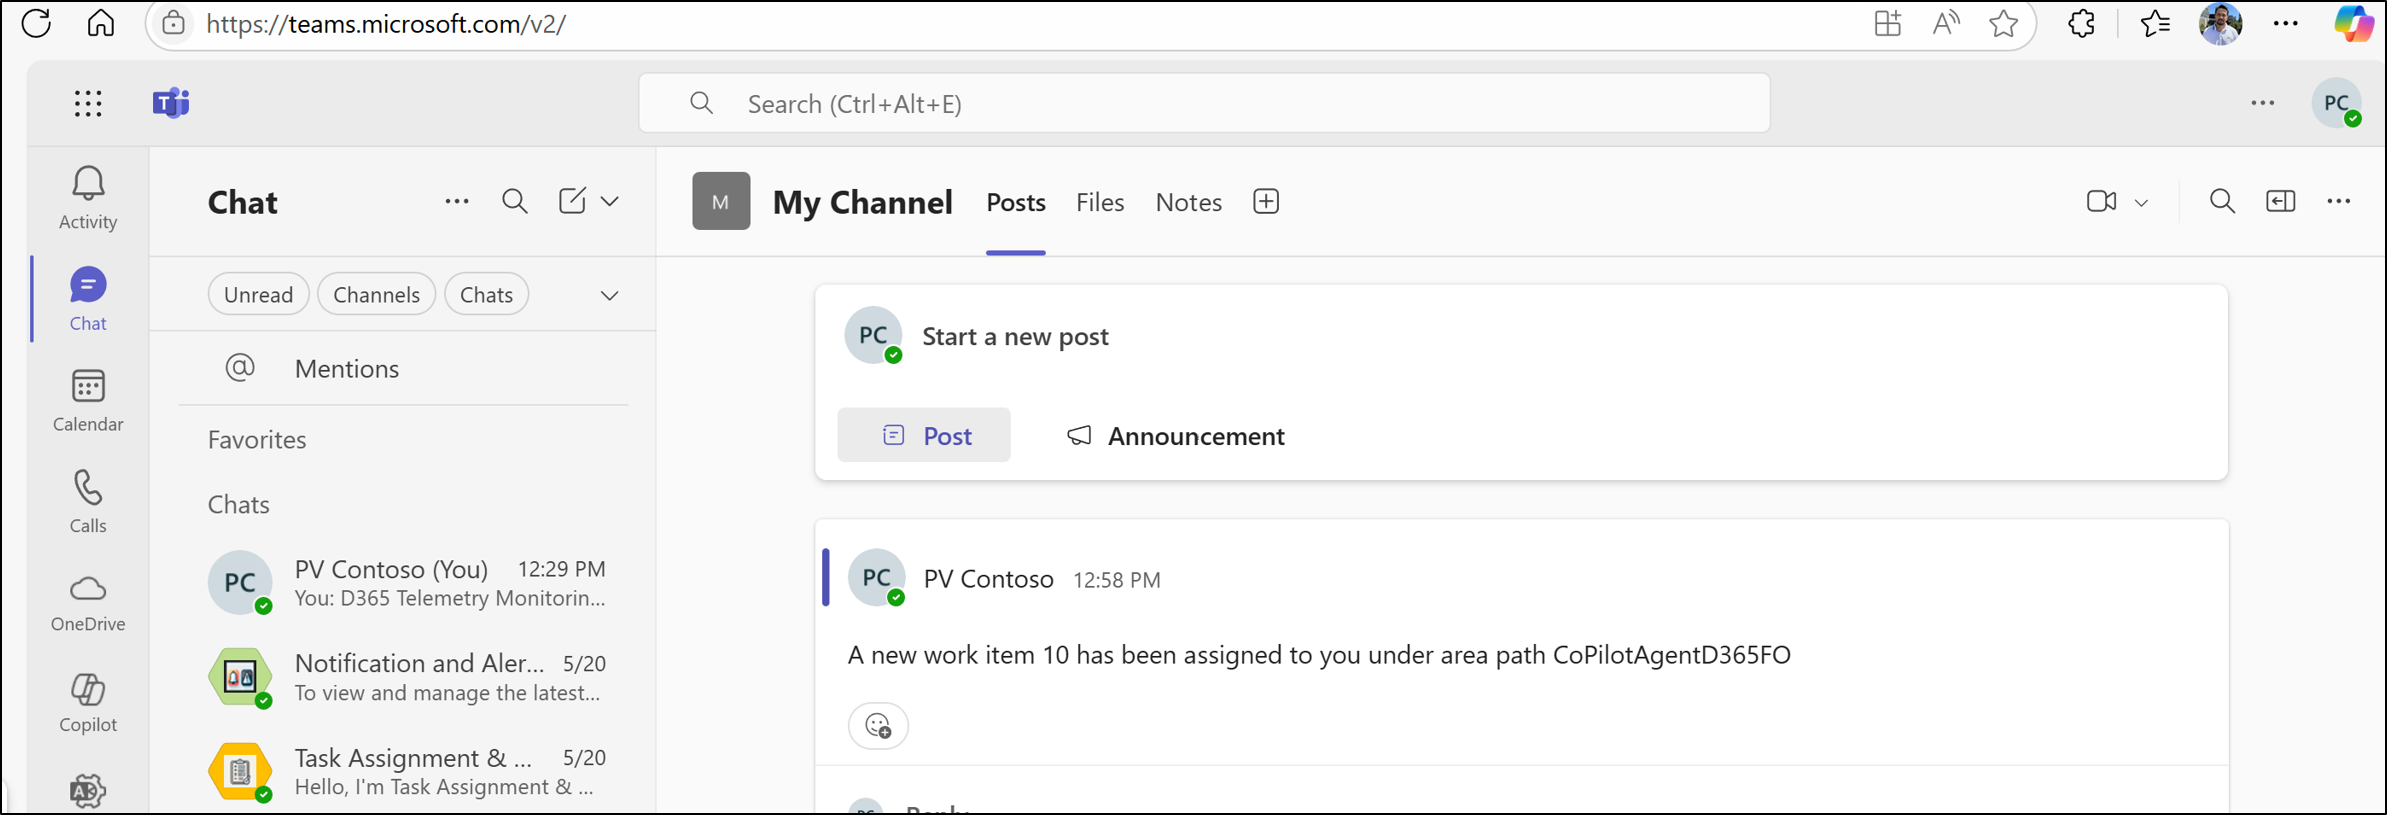 https://teams.microsoft.com/v2/
Search (Ctrl+Alt+E)
PC
Activity
Chat
Calendar
Calls
OneDrive
Copilot
Chat
Unread
Channels
Chats
@ Mentions
Favorites
Chats
PC
PV Contoso (You) 12:29 PM
You: D365 Telemetry Monitorin...
Notification and Aler... 5/20
To view and manage the latest...
Task Assignment & ... 5/20
Hello, I'm Task Assignment & ...
M
My Channel
Posts
Files
Notes
PC
Start a new post
Post
Announcement
PC
PV Contoso 12:58 PM
A new work item 10 has been assigned to you under area path CoPilotAgentD365FO
Reply